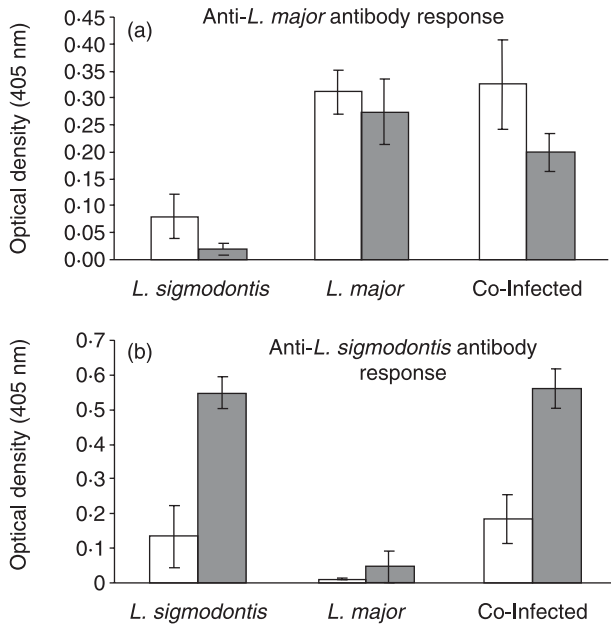 Anti-L. major antibody response
(a)
Optical density (405 nm)
0·45
0·40
0·35
0·30
0·25
0·20
0·15
0·10
0·05
0·00
L. sigmodontis L. major Co-Infected
Anti-L. sigmodontis antibody
response
(b)
Optical density (405 nm)
0·7
0·6
0·5
0·4
0·3
0·2
0·1
0
L. sigmodontis L. major Co-Infected